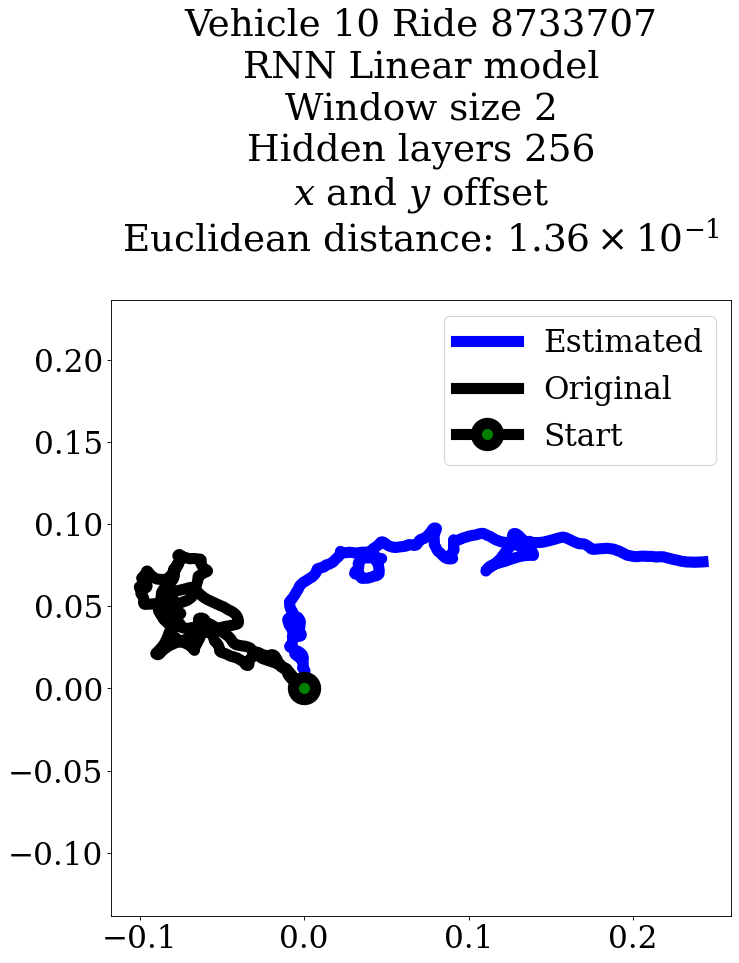 Vehicle 10 Ride 8733707
RNN Linear model
Window size 2
Hidden layers 256
x and y offset
Euclidean distance: 1.36 × 10⁻¹
Estimated
Original
Start
0.20
0.15
0.10
0.05
0.00
−0.05
−0.10
−0.1 0.0 0.1 0.2